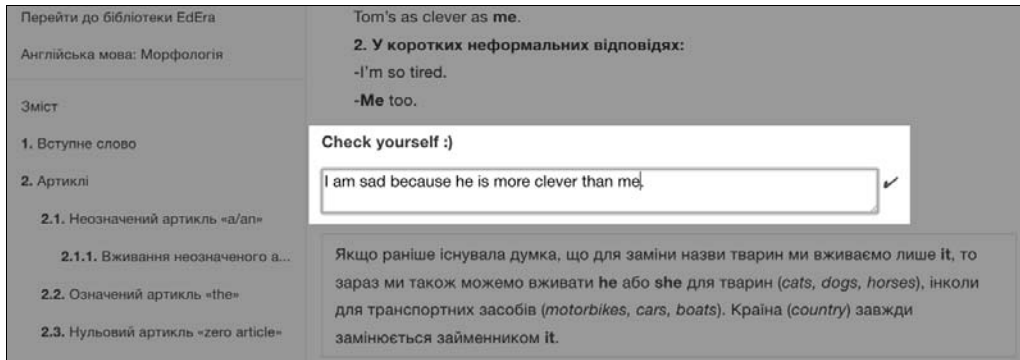 Перейти до бібліотеки EdEra
Англійська мова: Морфологія
Зміст
1. Вступне слово
2. Артиклі
2.1. Неозначений артикль «a/an»
2.1.1. Вживання неозначеного а...
2.2. Означений артикль «the»
2.3. Нульовий артикль «zero article»
Tom's as clever as me.
2. У коротких неформальних відповідях:
-I'm so tired.
-Me too.
Check yourself :)
I am sad because he is more clever than me.
Якщо раніше існувала думка, що для заміни назви тварин ми вживаємо лише it, то
зараз ми також можемо вживати he або she для тварин (cats, dogs, horses), інколи
для транспортних засобів (motorbikes, cars, boats). Країна (country) завжди
замінюється займенником it.